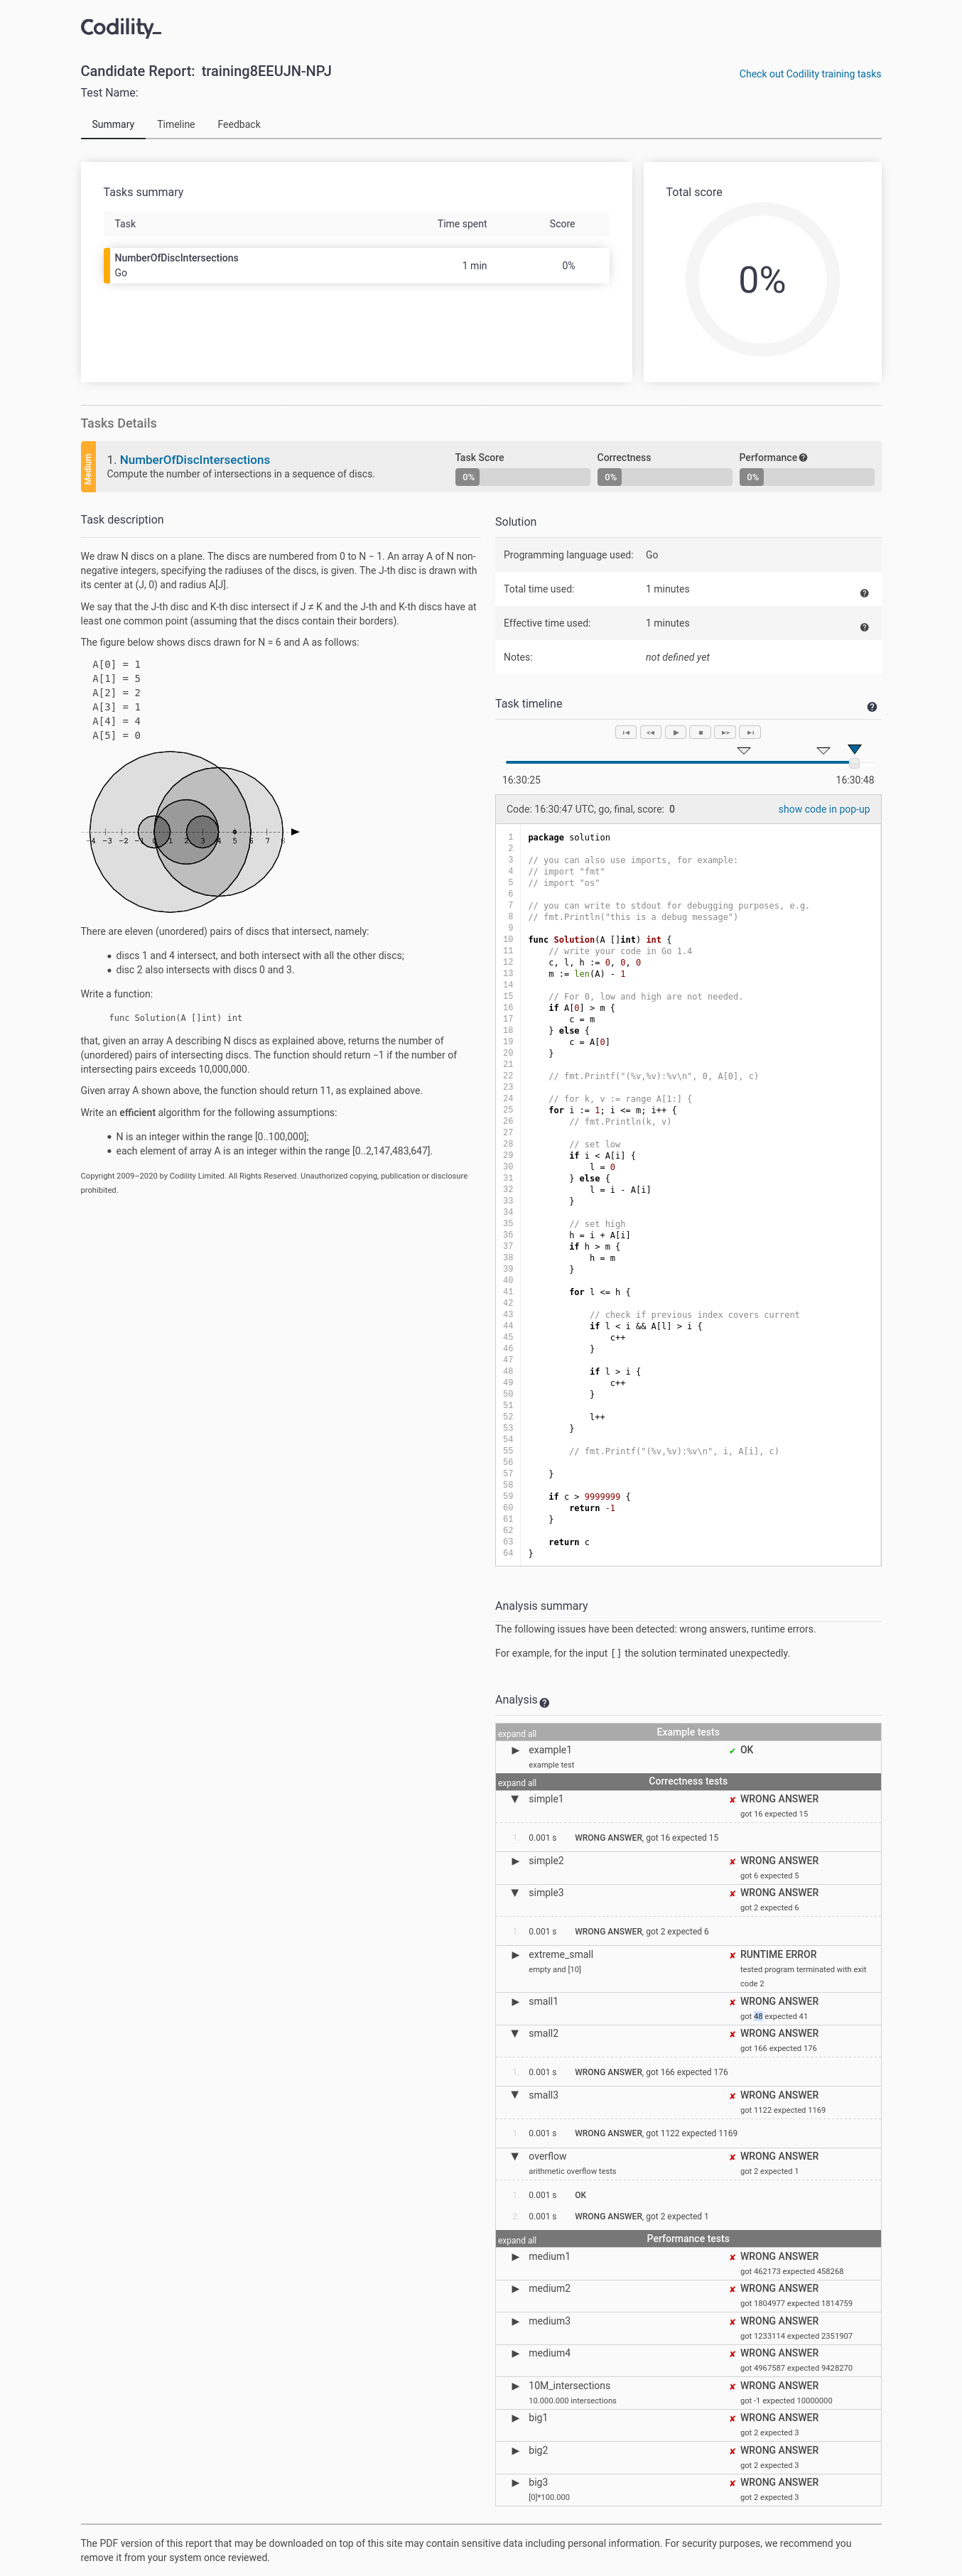 Codility_
Candidate Report: training8EEUJN-NPJ
Check out Codility training tasks
Test Name:
Summary Timeline Feedback
Tasks summary
Task Time spent Score
NumberOfDiscIntersections
Go
1 min 0%
Total score
0%
Tasks Details
Medium
1. NumberOfDiscIntersections
Compute the number of intersections in a sequence of discs.
Task Score
0%
Correctness
0%
Performance
0%
Task description
We draw N discs on a plane. The discs are numbered from 0 to N − 1. An array A of N non-
negative integers, specifying the radiuses of the discs, is given. The J-th disc is drawn with
its center at (J, 0) and radius A[J].
We say that the J-th disc and K-th disc intersect if J ≠ K and the J-th and K-th discs have at
least one common point (assuming that the discs contain their borders).
The figure below shows discs drawn for N = 6 and A as follows:
A[0] = 1
A[1] = 5
A[2] = 2
A[3] = 1
A[4] = 4
A[5] = 0
−4 −3 −2 −1 0 1 2 3 4 5 6 7 8
There are eleven (unordered) pairs of discs that intersect, namely:
• discs 1 and 4 intersect, and both intersect with all the other discs;
• disc 2 also intersects with discs 0 and 3.
Write a function:
func Solution(A []int) int
that, given an array A describing N discs as explained above, returns the number of
(unordered) pairs of intersecting discs. The function should return −1 if the number of
intersecting pairs exceeds 10,000,000.
Given array A shown above, the function should return 11, as explained above.
Write an efficient algorithm for the following assumptions:
• N is an integer within the range [0..100,000];
• each element of array A is an integer within the range [0..2,147,483,647].
Copyright 2009–2020 by Codility Limited. All Rights Reserved. Unauthorized copying, publication or disclosure
prohibited.
Solution
Programming language used: Go
Total time used: 1 minutes
Effective time used: 1 minutes
Notes: not defined yet
Task timeline
16:30:25 16:30:48
Code: 16:30:47 UTC, go, final, score: 0
show code in pop-up
1 package solution
2
3 // you can also use imports, for example:
4 // import "fmt"
5 // import "os"
6
7 // you can write to stdout for debugging purposes, e.g.
8 // fmt.Println("this is a debug message")
9
10 func Solution(A []int) int {
11 // write your code in Go 1.4
12 c, l, h := 0, 0, 0
13 m := len(A) - 1
14
15 // For 0, low and high are not needed.
16 if A[0] > m {
17 c = m
18 } else {
19 c = A[0]
20 }
21
22 // fmt.Printf("(%v,%v):%v\n", 0, A[0], c)
23
24 // for k, v := range A[1:] {
25 for i := 1; i <= m; i++ {
26 // fmt.Println(k, v)
27
28 // set low
29 if i < A[i] {
30 l = 0
31 } else {
32 l = i - A[i]
33 }
34
35 // set high
36 h = i + A[i]
37 if h > m {
38 h = m
39 }
40
41 for l <= h {
42
43 // check if previous index covers current
44 if l < i && A[l] > i {
45 c++
46 }
47
48 if l > i {
49 c++
50 }
51
52 l++
53 }
54
55 // fmt.Printf("(%v,%v):%v\n", i, A[i], c)
56
57 }
58
59 if c > 9999999 {
60 return -1
61 }
62
63 return c
64 }
Analysis summary
The following issues have been detected: wrong answers, runtime errors.
For example, for the input [] the solution terminated unexpectedly.
Analysis
expand all Example tests
example1 ✔ OK
example test
expand all Correctness tests
simple1 ✘ WRONG ANSWER
got 16 expected 15
1. 0.001 s WRONG ANSWER, got 16 expected 15
simple2 ✘ WRONG ANSWER
got 6 expected 5
simple3 ✘ WRONG ANSWER
got 2 expected 6
1. 0.001 s WRONG ANSWER, got 2 expected 6
extreme_small ✘ RUNTIME ERROR
empty and [10] tested program terminated with exit
code 2
small1 ✘ WRONG ANSWER
got 48 expected 41
small2 ✘ WRONG ANSWER
got 166 expected 176
1. 0.001 s WRONG ANSWER, got 166 expected 176
small3 ✘ WRONG ANSWER
got 1122 expected 1169
1. 0.001 s WRONG ANSWER, got 1122 expected 1169
overflow ✘ WRONG ANSWER
arithmetic overflow tests got 2 expected 1
1. 0.001 s OK
2. 0.001 s WRONG ANSWER, got 2 expected 1
expand all Performance tests
medium1 ✘ WRONG ANSWER
got 462173 expected 458268
medium2 ✘ WRONG ANSWER
got 1804977 expected 1814759
medium3 ✘ WRONG ANSWER
got 1233114 expected 2351907
medium4 ✘ WRONG ANSWER
got 4967587 expected 9428270
10M_intersections ✘ WRONG ANSWER
10.000.000 intersections got -1 expected 10000000
big1 ✘ WRONG ANSWER
got 2 expected 3
big2 ✘ WRONG ANSWER
got 2 expected 3
big3 ✘ WRONG ANSWER
[0]*100.000 got 2 expected 3
The PDF version of this report that may be downloaded on top of this site may contain sensitive data including personal information. For security purposes, we recommend you
remove it from your system once reviewed.